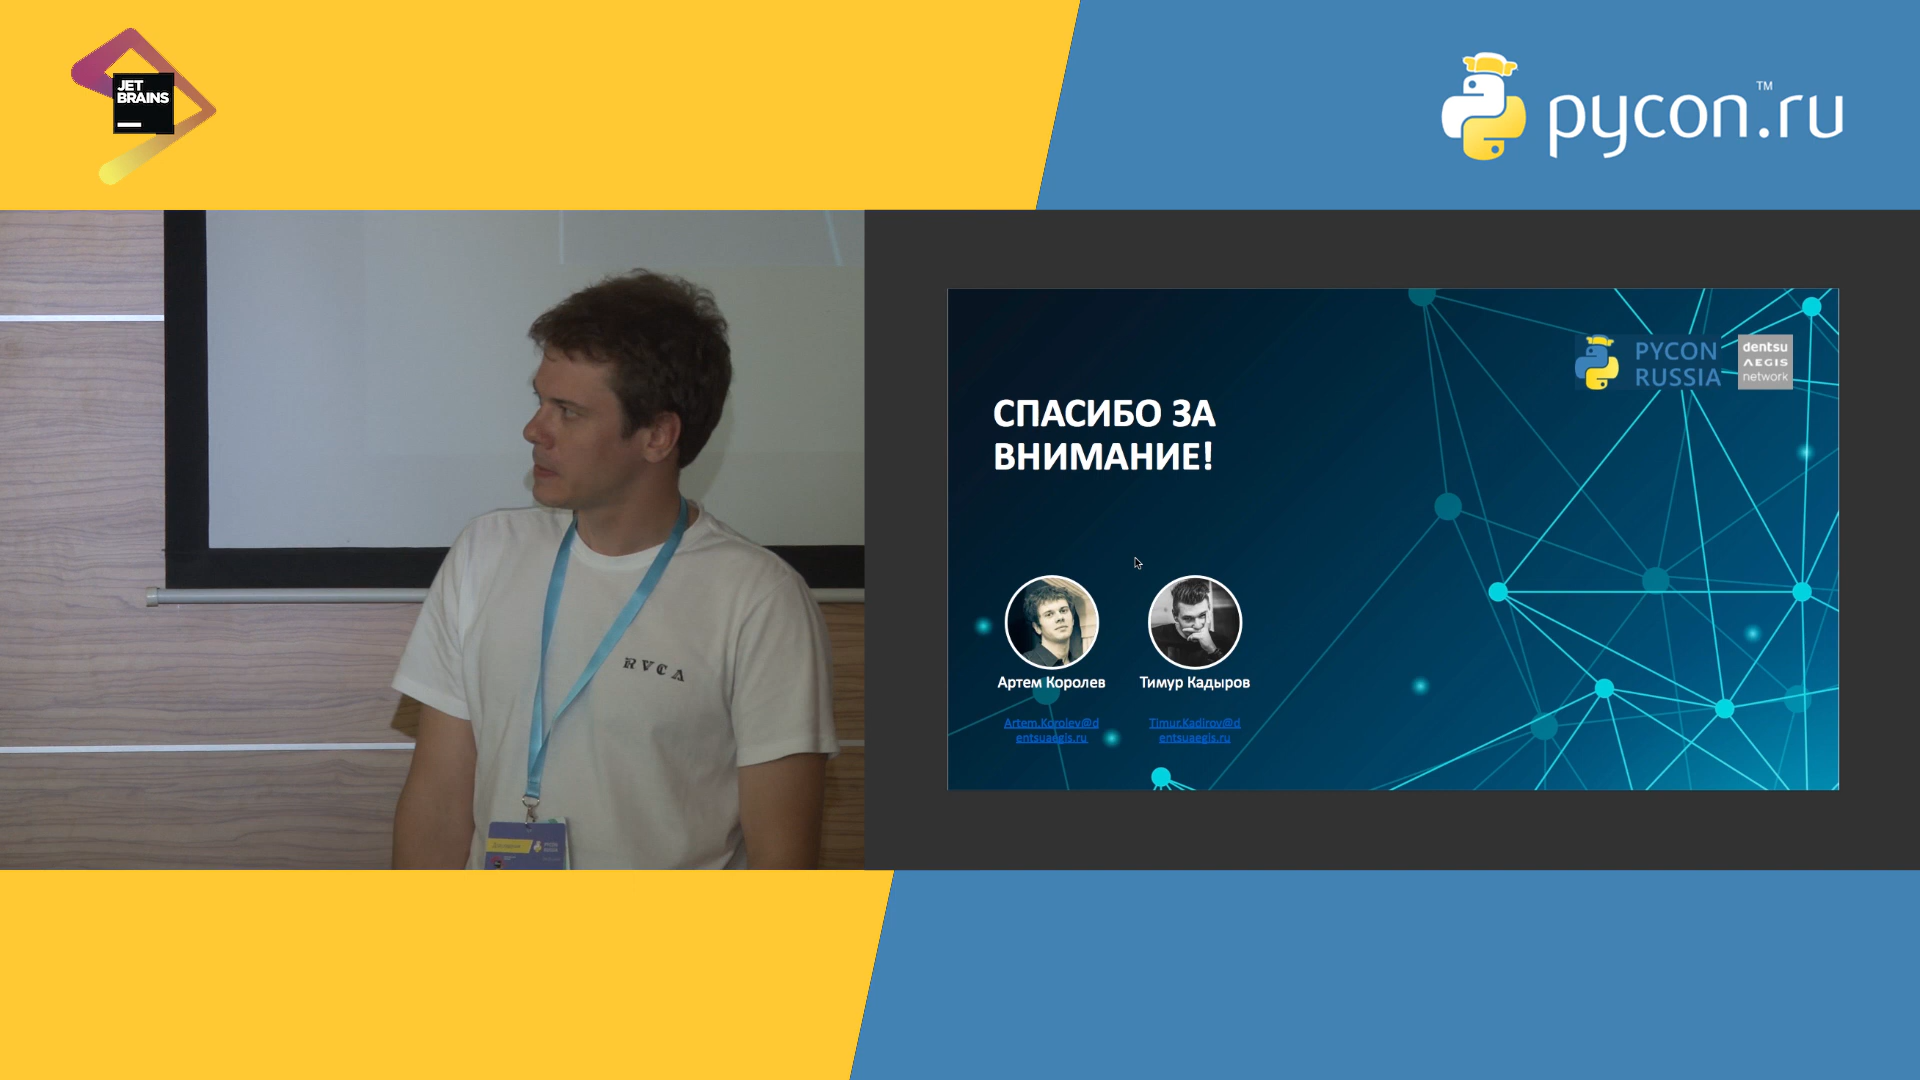 JET
BRAINS
pycon.ru
TM
PYCON
RUSSIA
dentsu
AEGIS
network
СПАСИБО ЗА
ВНИМАНИЕ!
RVCA
Артем Королев
Тимур Кадыров
Artem.Korolev@d
entsuaegis.ru
Timur.Kadirov@d
entsuaegis.ru